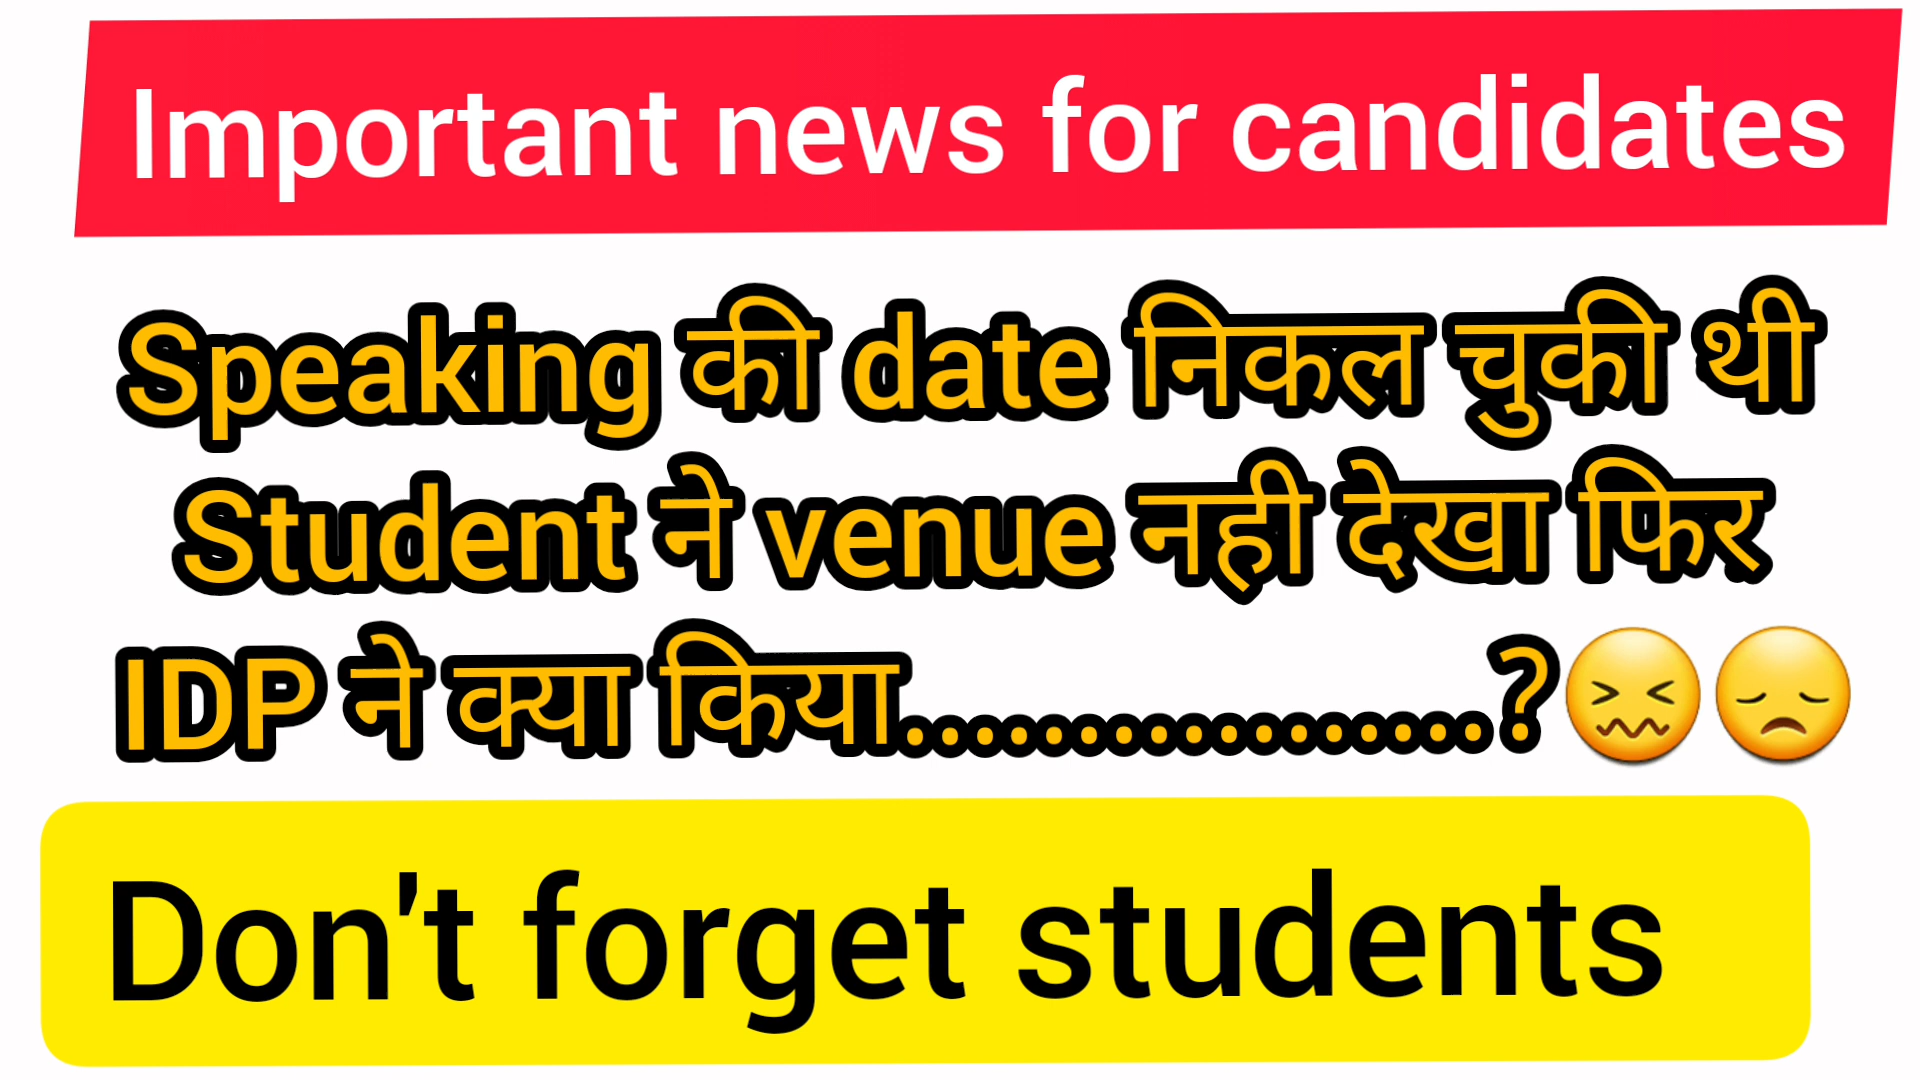 Important news for candidates
Speaking की date निकल चुकी थी
Student ने venue नही देखा फिर
IDP ने क्या किया.................?😖😞
Don't forget students